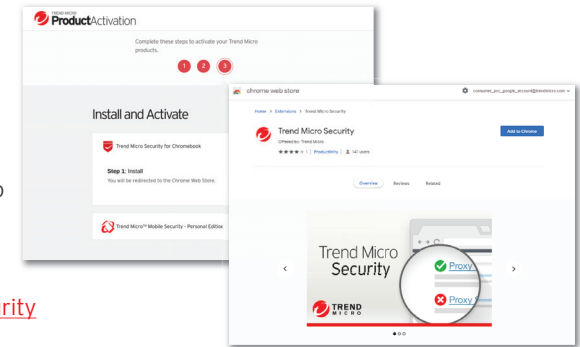 TREND MICRO
ProductActivation
Complete these steps to activate your Trend Micro
products.
1 2 3
Install and Activate
Trend Micro Security for Chromebook
Step 1: Install
You will be redirected to the Chrome Web Store.
Trend Micro™ Mobile Security - Personal Edition
chrome web store
Home > Extensions > Trend Micro Security
Trend Micro Security
Offered by: Trend Micro
Productivity
147 users
Add to Chrome
Overview Reviews Related
Trend Micro
Security
TREND
MICRO
Proxy
Proxy
o
urity